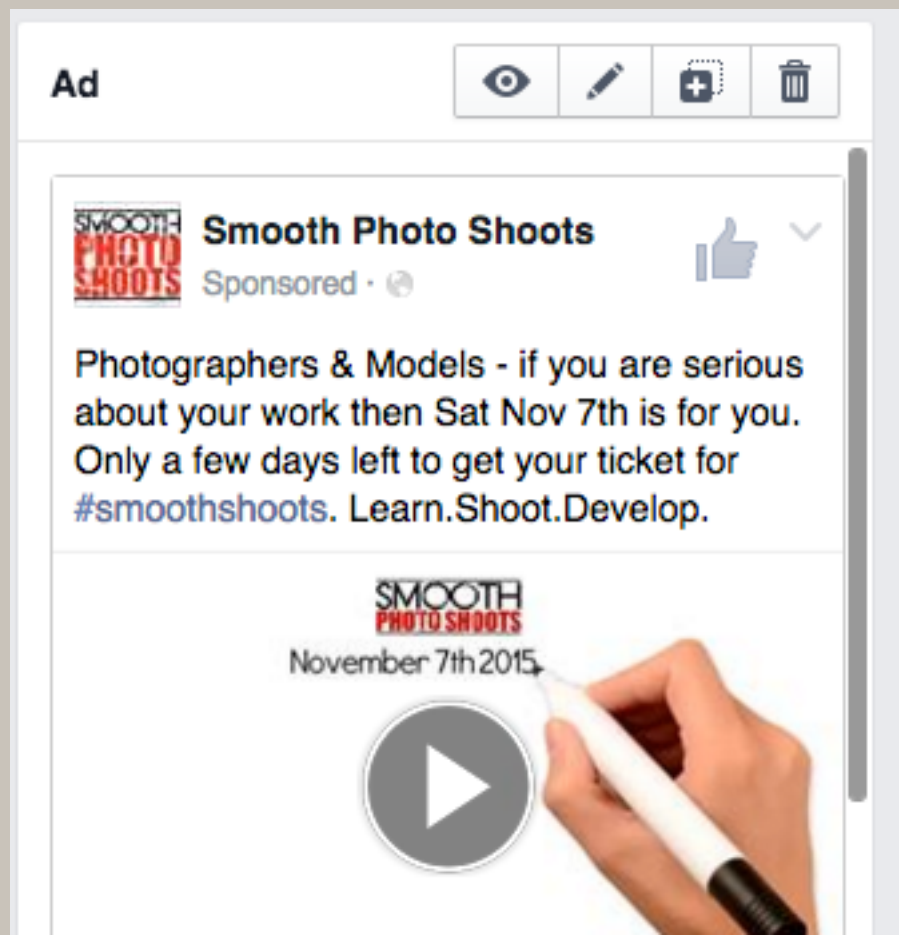 Ad
SMOOTH
PHOTO
SHOOTS
Smooth Photo Shoots
Sponsored ·
Photographers & Models - if you are serious
about your work then Sat Nov 7th is for you.
Only a few days left to get your ticket for
#smoothshoots. Learn.Shoot.Develop.
SMOOTH
PHOTO SHOOTS
November 7th 2015